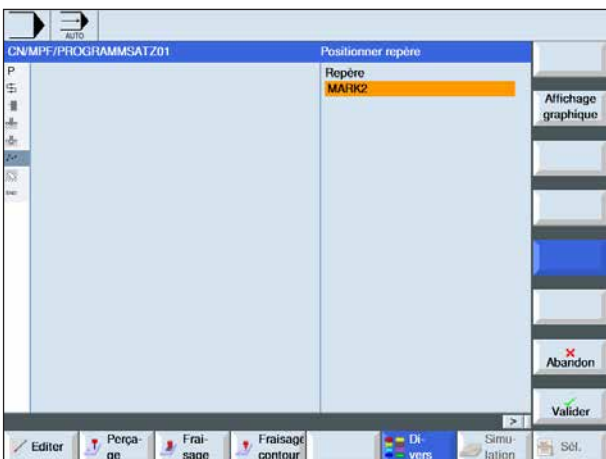 AUTO
CN/MPF/PROGRAMMSATZ01
Positionner repère
P
Repère
MARK2
END
Affichage
graphique
Abandon
Valider
>
Editer
Perça-
ge
Frai-
sage
Fraisage
contour
Di-
vers
Simu-
lation
Sél.